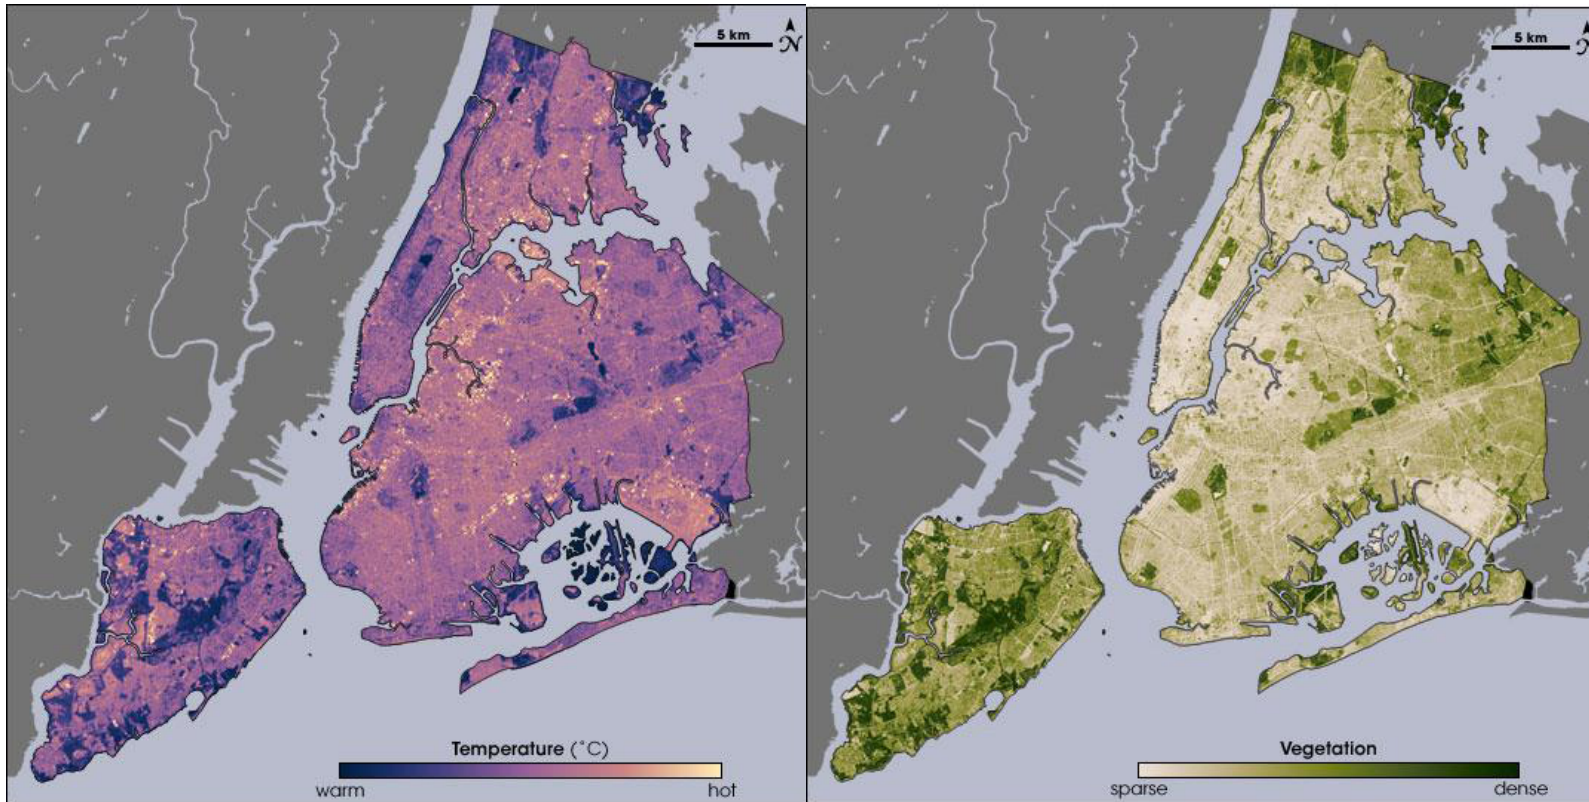 5 km
N
Temperature (°C)
warm
hot
5 km
N
Vegetation
sparse
dense